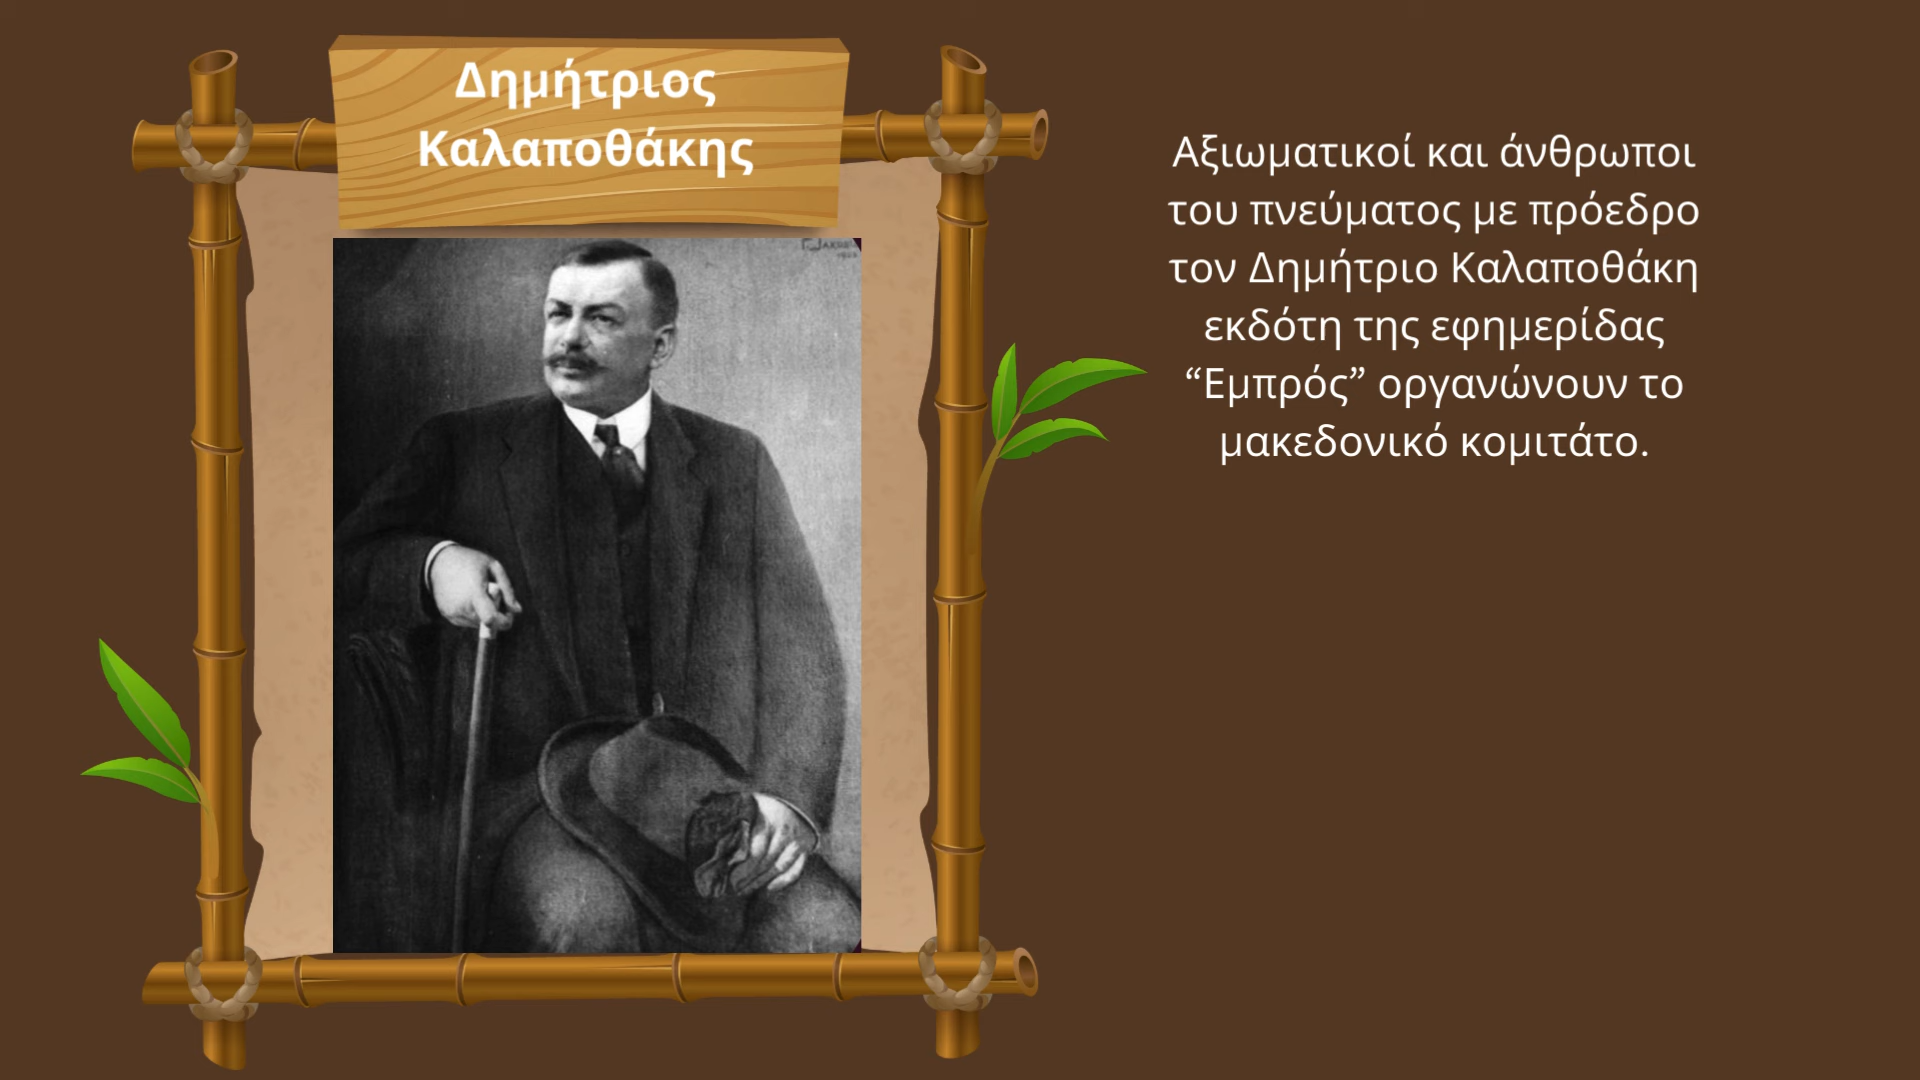 Δημήτριος
Καλαποθάκης
Αξιωματικοί και άνθρωποι
του πνεύματος με πρόεδρο
τον Δημήτριο Καλαποθάκη
εκδότη της εφημερίδας
“Εμπρός” οργανώνουν το
μακεδονικό κομιτάτο.